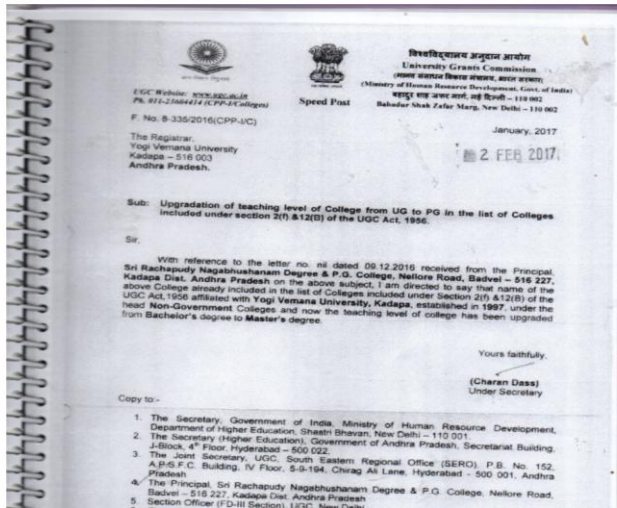 विश्वविद्यालय अनुदान आयोग
University Grants Commission
(मानव संसाधन विकास मंत्रालय, भारत सरकार)
(Ministry of Human Resource Development, Govt. of India)
बहादुर शाह ज़फर मार्ग, नई दिल्ली – 110 002
Bahadur Shah Zafar Marg, New Delhi – 110 002
UGC Website: www.ugc.ac.in
Ph. 011-23604414 (CPP-I/Colleges)
Speed Post
F. No. 8-335/2016(CPP-I/C)
January, 2017
2 FEB 2017
The Registrar,
Yogi Vemana University
Kadapa – 516 003
Andhra Pradesh.
Sub: Upgradation of teaching level of College from UG to PG in the list of Colleges
included under section 2(f) &12(B) of the UGC Act, 1956.
Sir,
With reference to the letter no. nil dated 09.12.2016 received from the Principal,
Sri Rachapudy Nagabhushanam Degree & P.G. College, Nellore Road, Badvel – 516 227,
Kadapa Dist. Andhra Pradesh on the above subject, I am directed to say that name of the
above College already included in the list of Colleges included under Section 2(f) &12(B) of the
UGC Act,1956 affiliated with Yogi Vemana University, Kadapa, established in 1997, under the
head Non-Government Colleges and now the teaching level of college has been upgraded
from Bachelor's degree to Master's degree.
Yours faithfully,
(Charan Dass)
Under Secretary
Copy to:-
1. The Secretary, Government of India, Ministry of Human Resource Development,
Department of Higher Education, Shastri Bhavan, New Delhi – 110 001.
2. The Secretary (Higher Education), Government of Andhra Pradesh, Secretariat Building,
J-Block, 4th Floor, Hyderabad – 500 022.
3. The Joint Secretary, UGC, South Eastern Regional Office (SERO), P.B. No. 152,
A.P.S.F.C. Building, IV Floor, 5-9-194, Chirag Ali Lane, Hyderabad - 500 001, Andhra
Pradesh
4. The Principal, Sri Rachapudy Nagabhushanam Degree & P.G. College, Nellore Road,
Badvel – 516 227, Kadapa Dist. Andhra Pradesh
5. Section Officer (FD-III Section), UGC, New Delhi